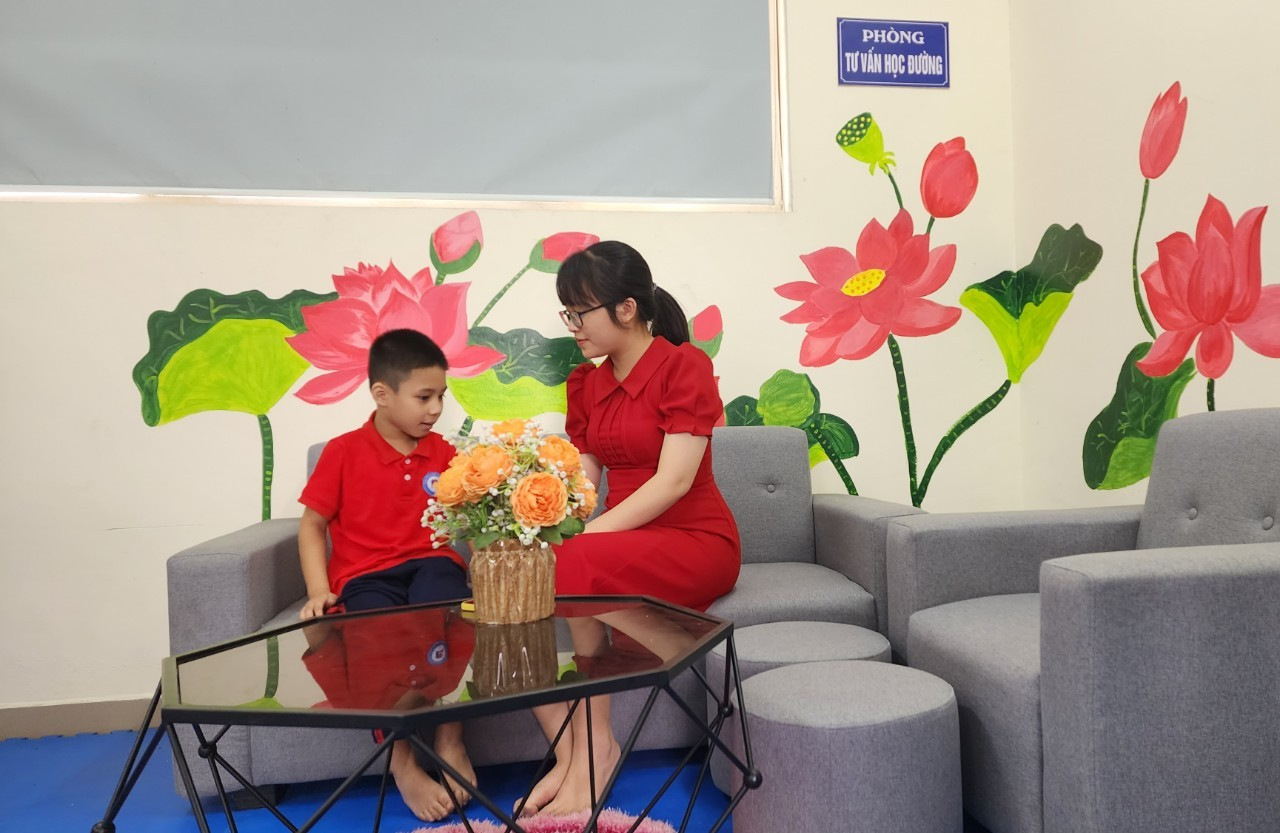 PHÒNG
TƯ VẤN HỌC ĐƯỜNG